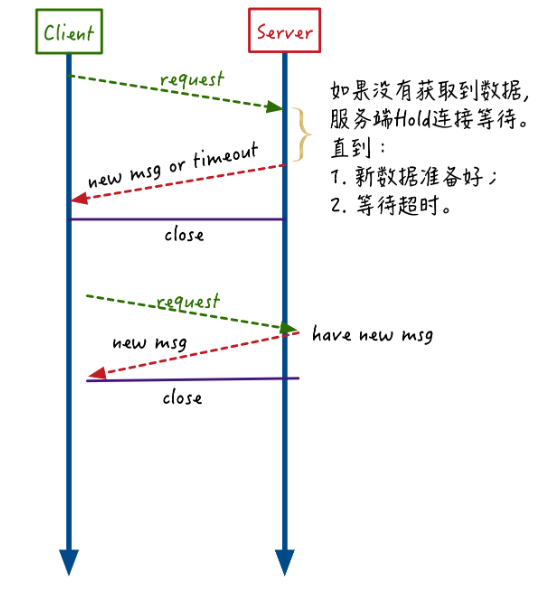 Client
Server
request
如果没有获取到数据,
服务端Hold连接等待。
直到：
1. 新数据准备好；
2. 等待超时。
new msg or timeout
close
request
have new msg
new msg
close